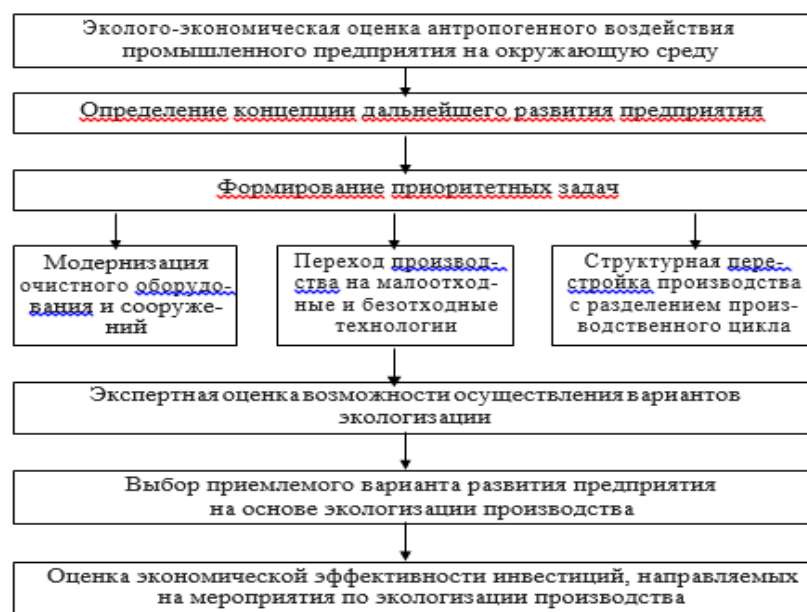 Эколого-экономическая оценка антропогенного воздействия
промышленного предприятия на окружающую среду
Определение концепции дальнейшего развития предприятия
Формирование приоритетных задач
Модернизация
очистного оборудо-
вания и сооруже-
ний
Переход производ-
ства на малоотход-
ные и безотходные
технологии
Структурная пере-
стройка производства
с разделением произ-
водственного цикла
Экспертная оценка возможности осуществления вариантов
экологизации
Выбор приемлемого варианта развития предприятия
на основе экологизации производства
Оценка экономической эффективности инвестиций, направляемых
на мероприятия по экологизации производства